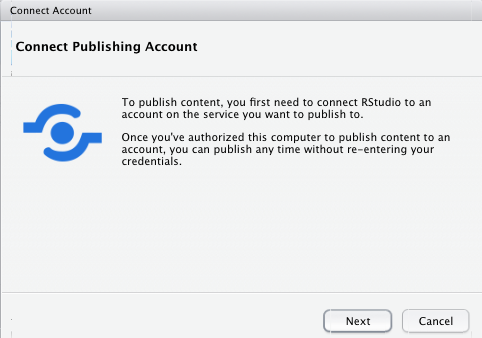 Connect Account
Connect Publishing Account
To publish content, you first need to connect RStudio to an
account on the service you want to publish to.
Once you've authorized this computer to publish content to an
account, you can publish any time without re-entering your
credentials.
Next
Cancel